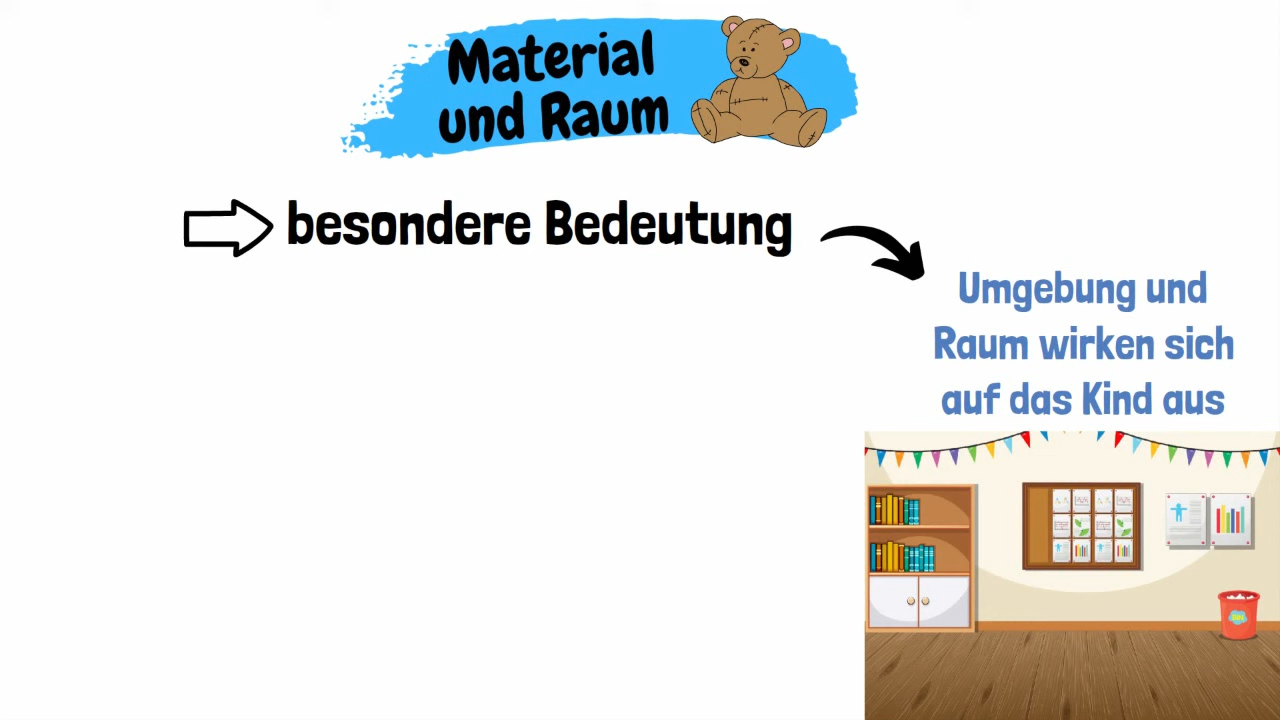 Material
und Raum
besondere Bedeutung
Umgebung und
Raum wirken sich
auf das Kind aus